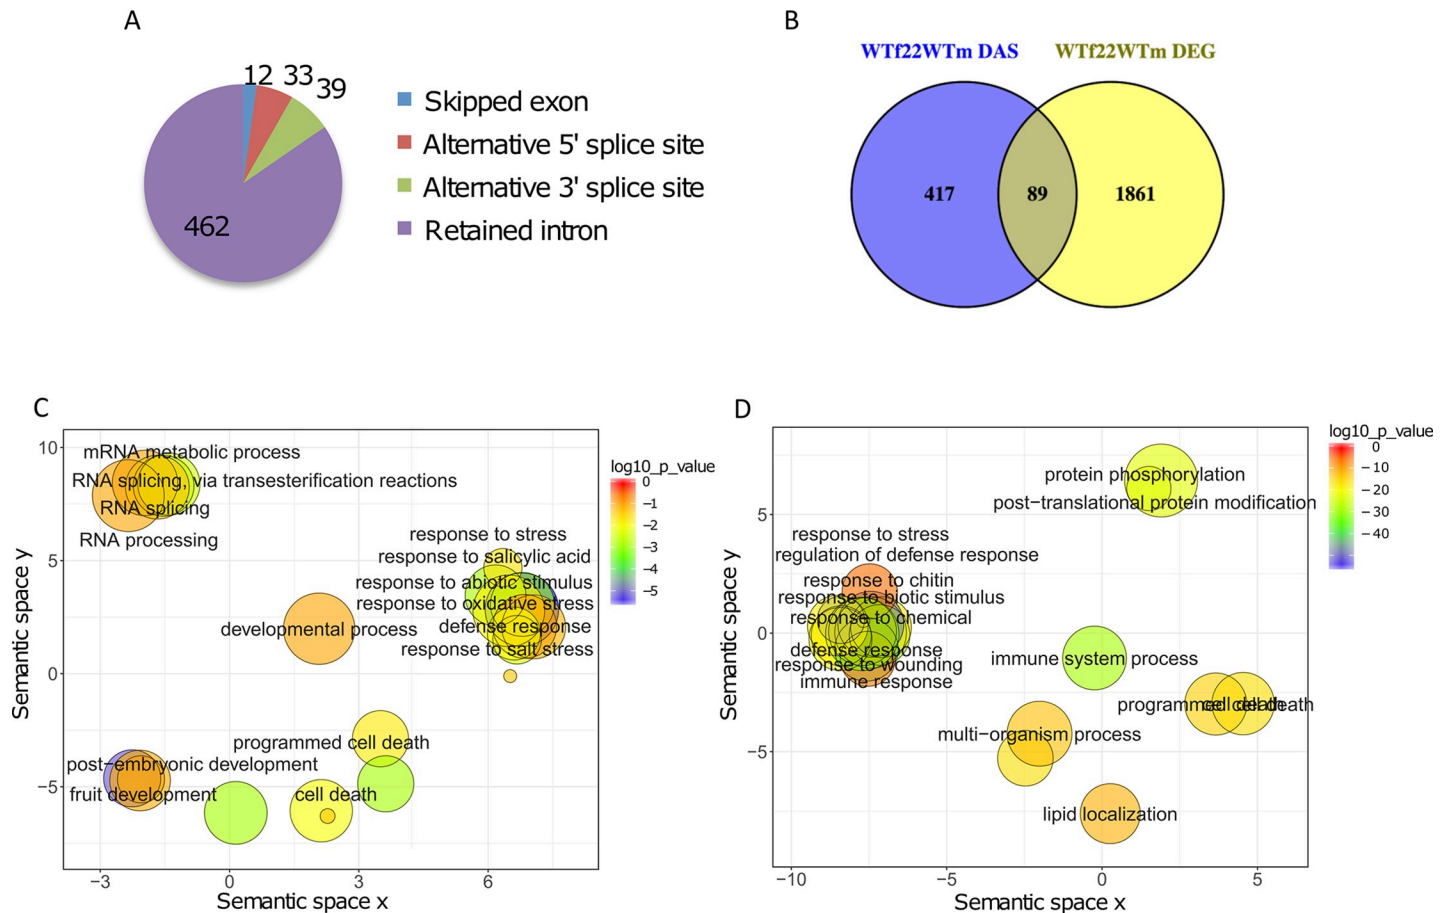 A
12 33 39
462
Skipped exon
Alternative 5' splice site
Alternative 3' splice site
Retained intron
B
WTf22WTm DAS WTf22WTm DEG
417 89 1861
C
10
5
0
−5
Semantic space y
mRNA metabolic process
RNA splicing, via transesterification reactions
RNA splicing
RNA processing
response to stress
response to salicylic acid
response to abiotic stimulus
response to oxidative stress
defense response
response to salt stress
developmental process
programmed cell death
post−embryonic development
fruit development
cell death
−3 0 3 6
Semantic space x
log10_p_value
0
−1
−2
−3
−4
−5
D
5
0
−5
Semantic space y
protein phosphorylation
post−translational protein modification
response to stress
regulation of defense response
response to chitin
response to biotic stimulus
response to chemical
defense response
response to wounding
immune response
immune system process
programmed cell death
cell death
multi−organism process
lipid localization
−10 −5 0 5
Semantic space x
log10_p_value
0
−10
−20
−30
−40